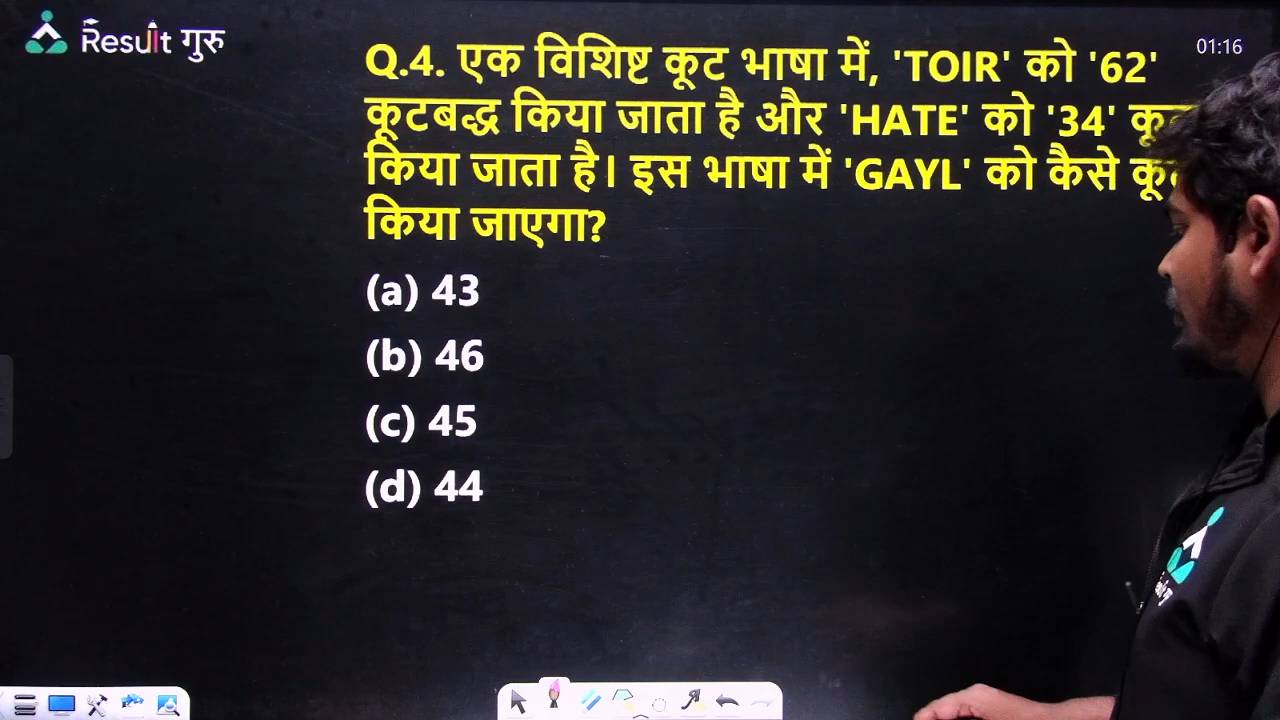 Result गुरु
01:16
Q.4. एक विशिष्ट कूट भाषा में, 'TOIR' को '62'
कूटबद्ध किया जाता है और 'HATE' को '34'
किया जाता है। इस भाषा में 'GAYL' को कैसे
किया जाएगा?
(a) 43
(b) 46
(c) 45
(d) 44